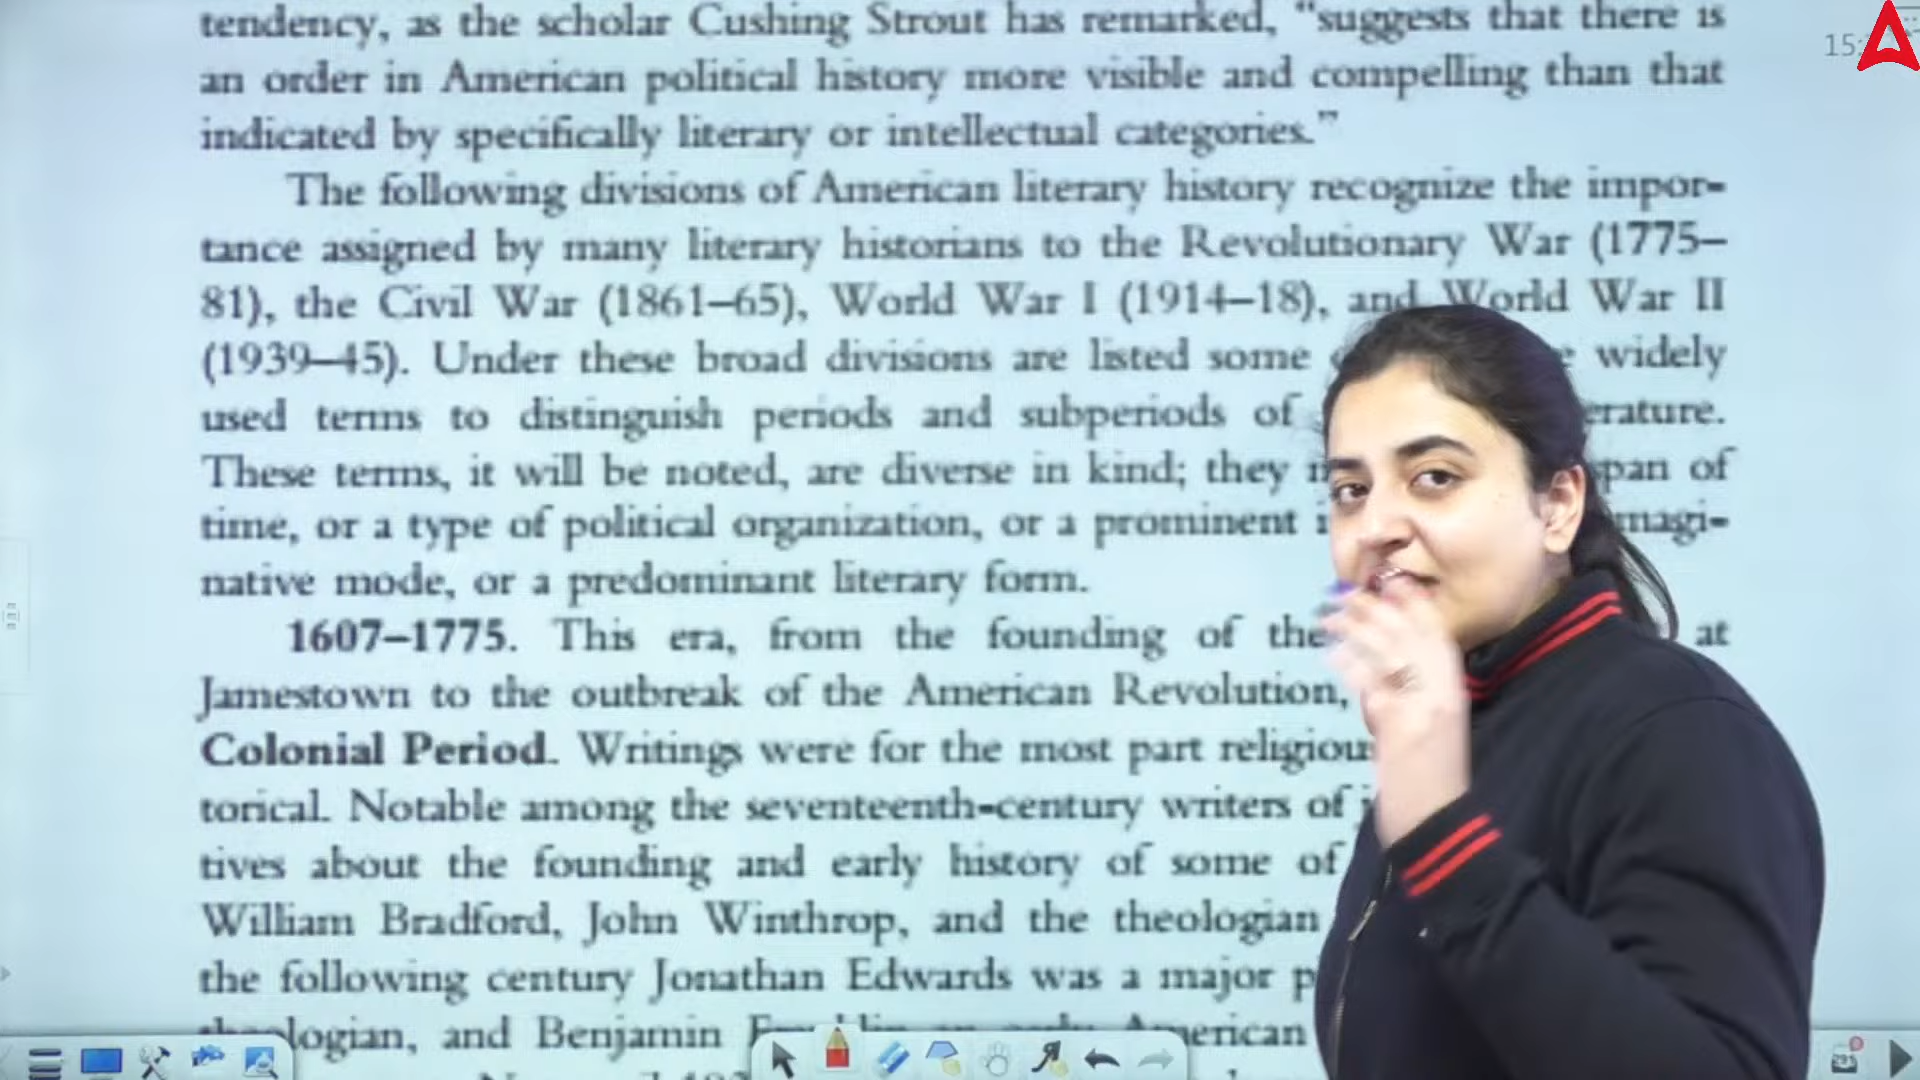 tendency, as the scholar Cushing Strout has remarked, “suggests that there is
an order in American political history more visible and compelling than that
indicated by specifically literary or intellectual categories.”
The following divisions of American literary history recognize the impor-
tance assigned by many literary historians to the Revolutionary War (1775–
81), the Civil War (1861–65), World War I (1914–18), and World War II
(1939–45). Under these broad divisions are listed some widely
used terms to distinguish periods and subperiods of
These terms, it will be noted, are diverse in kind; they span of
time, or a type of political organization, or a prominent
native mode, or a predominant literary form.
1607–1775. This era, from the founding of the at
Jamestown to the outbreak of the American Revolution,
Colonial Period. Writings were for the most part religious
torical. Notable among the seventeenth-century writers of
tives about the founding and early history of some of
William Bradford, John Winthrop, and the theologian
the following century Jonathan Edwards was a major
theologian, and Benjamin Franklin an early American
15: